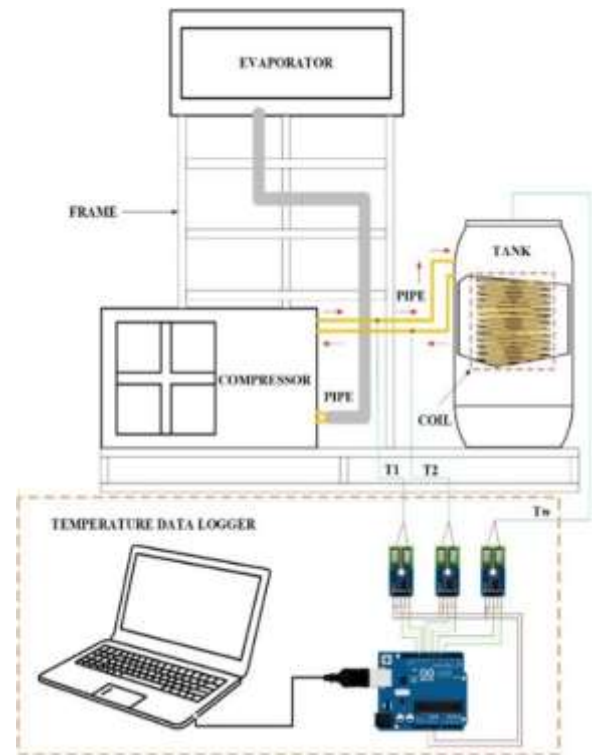 EVAPORATOR
FRAME
TANK
PIPE
COMPRESSOR
PIPE
COIL
T1
T2
Tw
TEMPERATURE DATA LOGGER